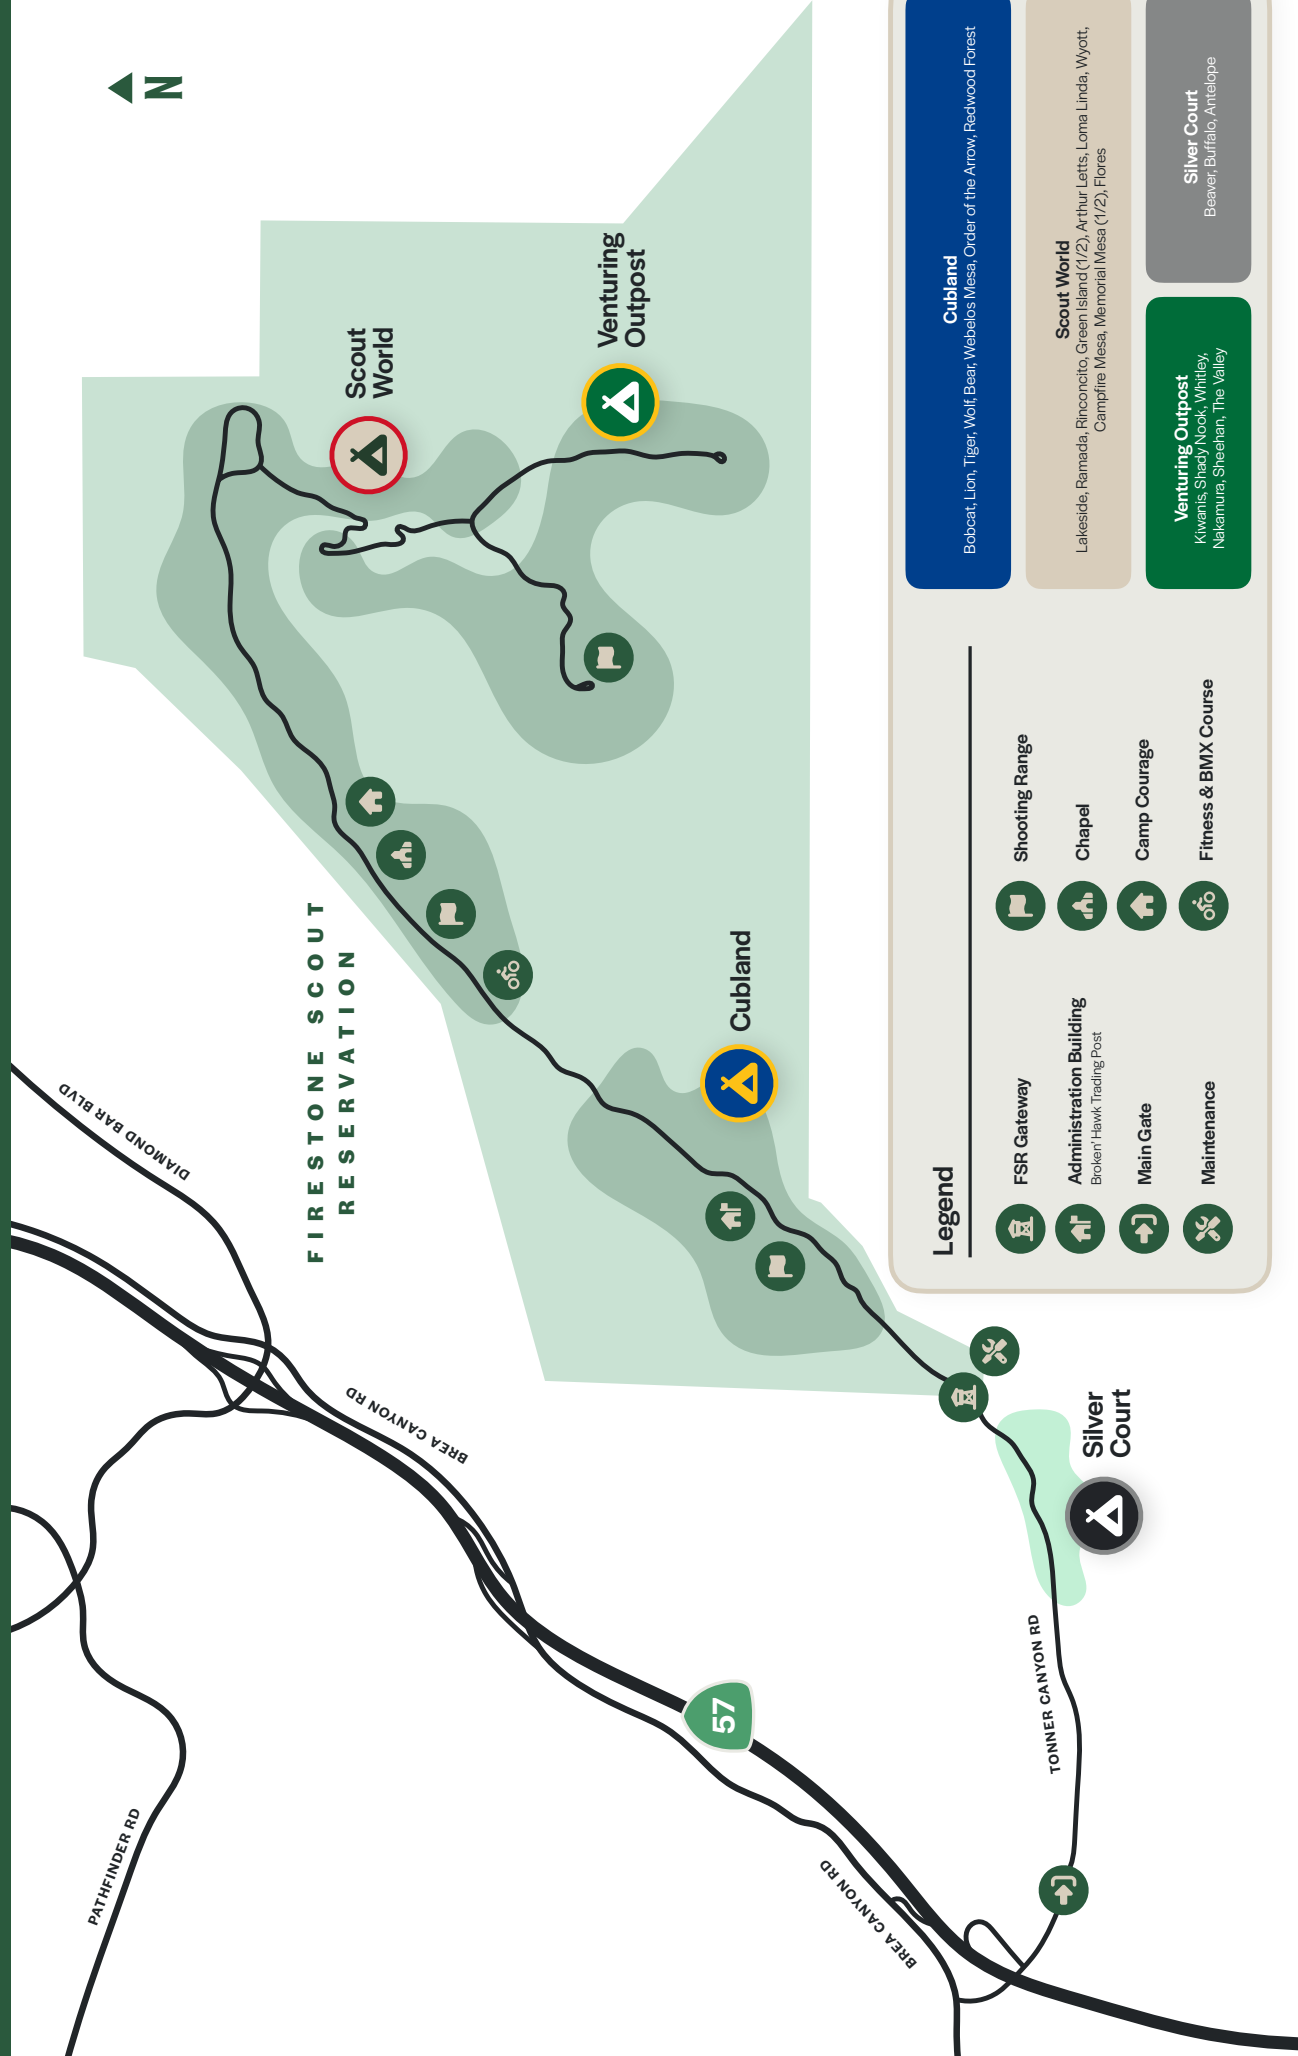 DIAMOND BAR BLVD
PATHFINDER RD
BREA CANYON RD
BREA CANYON RD
57
TONNER CANYON RD
FIRESTONE SCOUT
RESERVATION
N
Scout
World
Venturing
Outpost
Cubland
Silver
Court
Legend
FSR Gateway
Administration Building
Broken' Hawk Trading Post
Main Gate
Maintenance
Shooting Range
Chapel
Camp Courage
Fitness & BMX Course
Cubland
Bobcat, Lion, Tiger, Wolf, Bear, Webelos Mesa, Order of the Arrow, Redwood Forest
Scout World
Lakeside, Ramada, Rinconcito, Green Island (1/2), Arthur Letts, Loma Linda, Wyott,
Campfire Mesa, Memorial Mesa (1/2), Flores
Venturing Outpost
Kiwanis, Shady Nook, Whitley,
Nakamura, Sheehan, The Valley
Silver Court
Beaver, Buffalo, Antelope